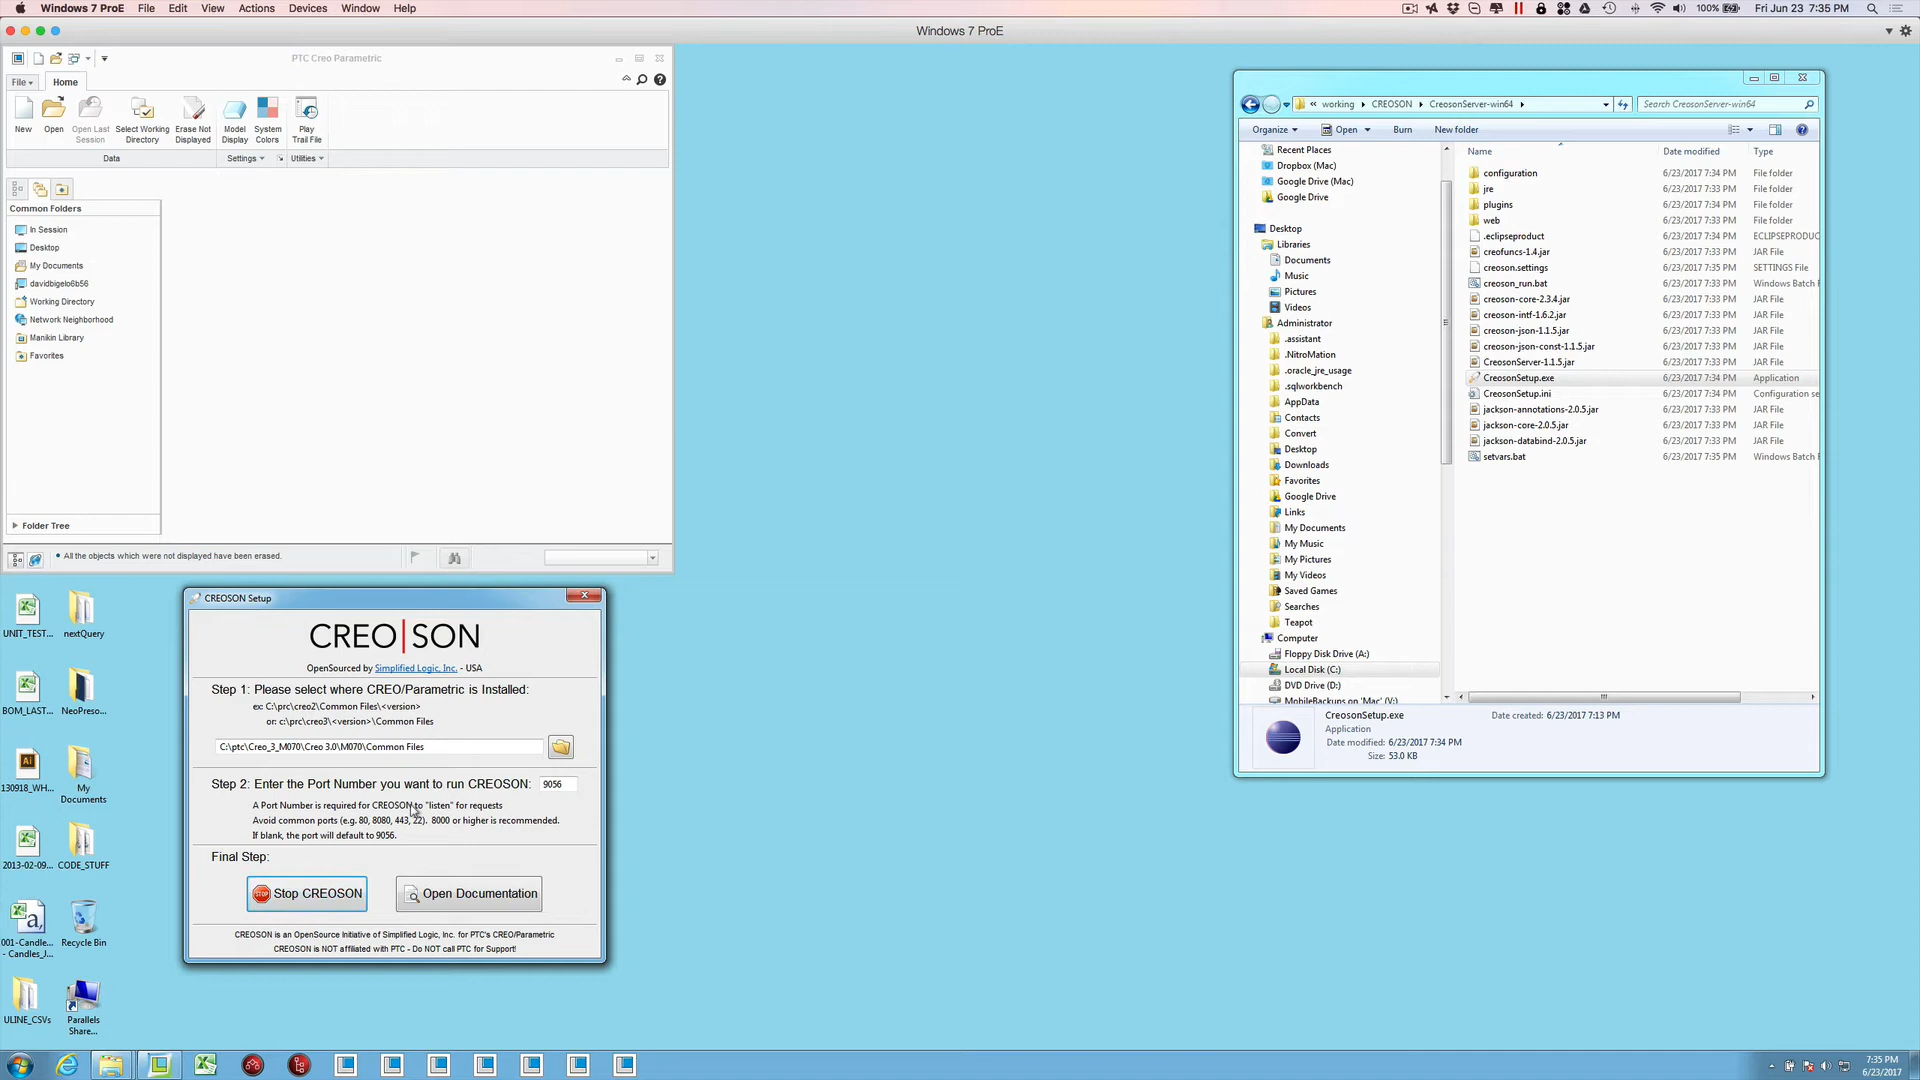 Windows 7 ProE File Edit View Actions Devices Window Help
100% Fri Jun 23 7:35 PM
Windows 7 ProE
PTC Creo Parametric
File Home
New Open Open Last Session Select Working Directory Erase Not Displayed Model Display System Colors Play Trail File
Data Settings Utilities
Common Folders
In Session
Desktop
My Documents
davidbigelo6b56
Working Directory
Network Neighborhood
Manikin Library
Favorites
Folder Tree
All the objects which were not displayed have been erased.
UNIT_TEST... nextQuery
BOM_LAST... NeoPreso...
130918_WH... My Documents
2013-02-09... CODE_STUFF
001-Candle... - Candles_J... Recycle Bin
ULINE_CSVs Parallels Share...
CREOSON Setup
CREO|SON
OpenSourced by Simplified Logic, Inc. - USA
Step 1: Please select where CREO/Parametric is Installed:
ex: C:\ptc\creo2\Common Files\<version>
or: c:\ptc\creo3\<version>\Common Files
C:\ptc\Creo_3_M070\Creo 3.0\M070\Common Files
Step 2: Enter the Port Number you want to run CREOSON: 9056
A Port Number is required for CREOSON to "listen" for requests
Avoid common ports (e.g. 80, 8080, 443, 22). 8000 or higher is recommended.
If blank, the port will default to 9056.
Final Step:
Stop CREOSON Open Documentation
CREOSON is an OpenSource Initiative of Simplified Logic, Inc. for PTC's CREO/Parametric
CREOSON is NOT affiliated with PTC - Do NOT call PTC for Support!
« working CREOSON CreosonServer-win64 Search CreosonServer-win64
Organize Open Burn New folder
Recent Places
Dropbox (Mac)
Google Drive (Mac)
Google Drive
Desktop
Libraries
Documents
Music
Pictures
Videos
Administrator
.assistant
.NitroMation
.oracle_jre_usage
.sqlworkbench
AppData
Contacts
Convert
Desktop
Downloads
Favorites
Google Drive
Links
My Documents
My Music
My Pictures
My Videos
Saved Games
Searches
Teapot
Computer
Floppy Disk Drive (A:)
Local Disk (C:)
DVD Drive (D:)
MobileBackups on 'Mac' (V:)
Name Date modified Type
configuration 6/23/2017 7:34 PM File folder
jre 6/23/2017 7:34 PM File folder
plugins 6/23/2017 7:34 PM File folder
web 6/23/2017 7:34 PM File folder
.eclipseproduct 6/23/2017 7:34 PM ECLIPSEPRODUC
creofuncs-1.4.jar 6/23/2017 7:33 PM JAR File
creoson.settings 6/23/2017 7:35 PM SETTINGS File
creoson_run.bat 6/23/2017 7:33 PM Windows Batch F
creoson-core-2.3.4.jar 6/23/2017 7:33 PM JAR File
creoson-intf-1.6.2.jar 6/23/2017 7:33 PM JAR File
creoson-json-1.1.5.jar 6/23/2017 7:33 PM JAR File
creoson-json-const-1.1.5.jar 6/23/2017 7:33 PM JAR File
CreosonServer-1.1.5.jar 6/23/2017 7:33 PM JAR File
CreosonSetup.exe 6/23/2017 7:34 PM Application
CreosonSetup.ini 6/23/2017 7:34 PM Configuration se
jackson-annotations-2.0.5.jar 6/23/2017 7:33 PM JAR File
jackson-core-2.0.5.jar 6/23/2017 7:33 PM JAR File
jackson-databind-2.0.5.jar 6/23/2017 7:33 PM JAR File
setvars.bat 6/23/2017 7:35 PM Windows Batch F
CreosonSetup.exe Date created: 6/23/2017 7:13 PM
Application
Date modified: 6/23/2017 7:34 PM
Size: 53.0 KB
7:35 PM
6/23/2017